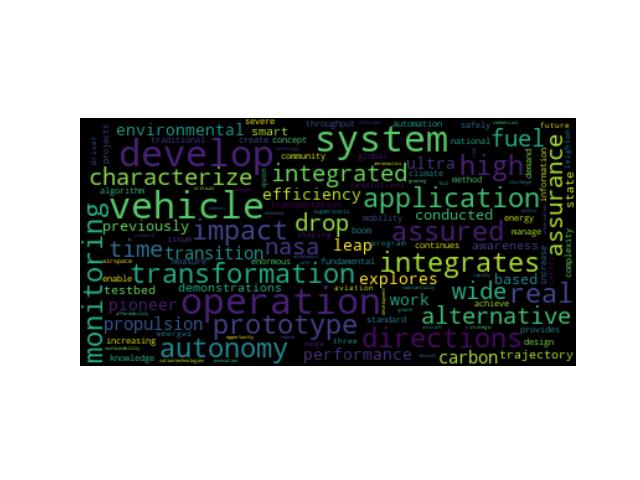 severe
throughout
automation
safely
future
environmental
smart
system
national
fuel
driver
projects
traditional
create
concept
develop
community
global
ultra
high
demand
information
assurance
characterize
integrated
climate
method
state
algorithm
vehicle
efficiency
application
energy
monitoring
previously
impact
drop
mobility
conducted
manage
assured
boom
time
transition
nasa
leap
program
continues
awareness
issue
airspace
enormous
fundamental
integrates
complexity
transformation
explores
based
enable
testbed
demonstrations
aviation
wide
real
pioneer
operation
work
achieve
alternative
propulsion
prototype
standard
provides
emerged
directions
design
increasing
autonomy
three
performance
carbon
trajectory
knowledge